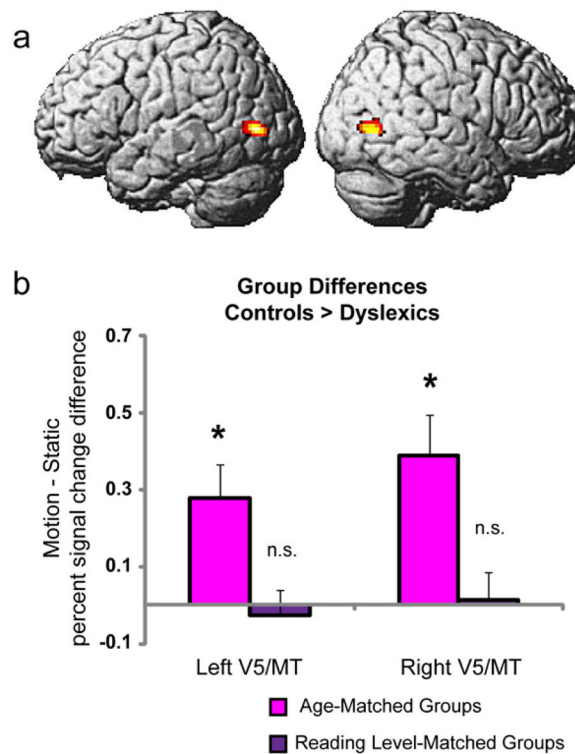 a
b
Group Differences
Controls > Dyslexics
Motion - Static
percent signal change difference
0.7
0.5
0.3
0.1
-0.1
*
n.s.
*
n.s.
Left V5/MT
Right V5/MT
Age-Matched Groups
Reading Level-Matched Groups